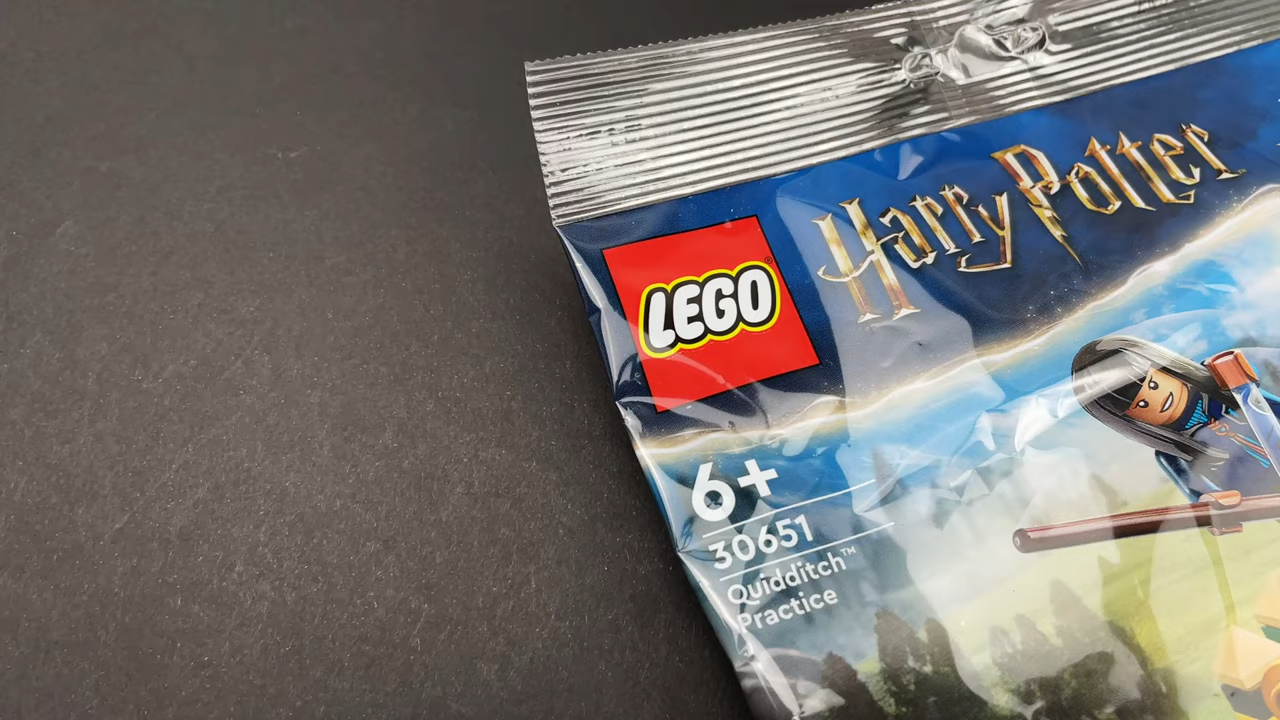 LEGO®
Harry Potter
6+
30651
Quidditch™
Practice